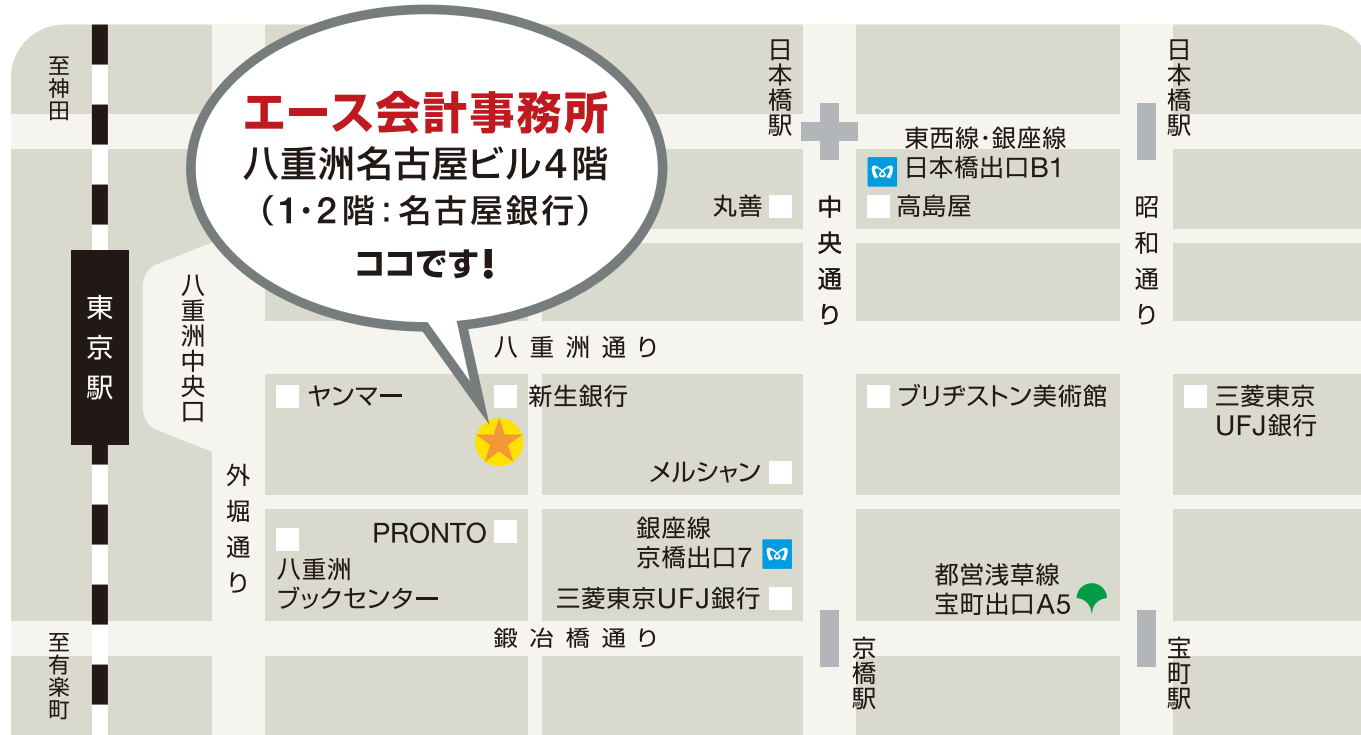 至神田
エース会計事務所
八重洲名古屋ビル4階
（1・2階：名古屋銀行）
ココです！
日本橋駅
日本橋駅
東西線・銀座線
日本橋出口B1
丸善
高島屋
中央通り
昭和通り
東京駅
八重洲中央口
八重洲通り
ヤンマー
新生銀行
ブリヂストン美術館
三菱東京
UFJ銀行
メルシャン
外堀通り
PRONTO
八重洲
ブックセンター
銀座線
京橋出口7
三菱東京UFJ銀行
都営浅草線
宝町出口A5
鍛冶橋通り
至有楽町
京橋駅
宝町駅